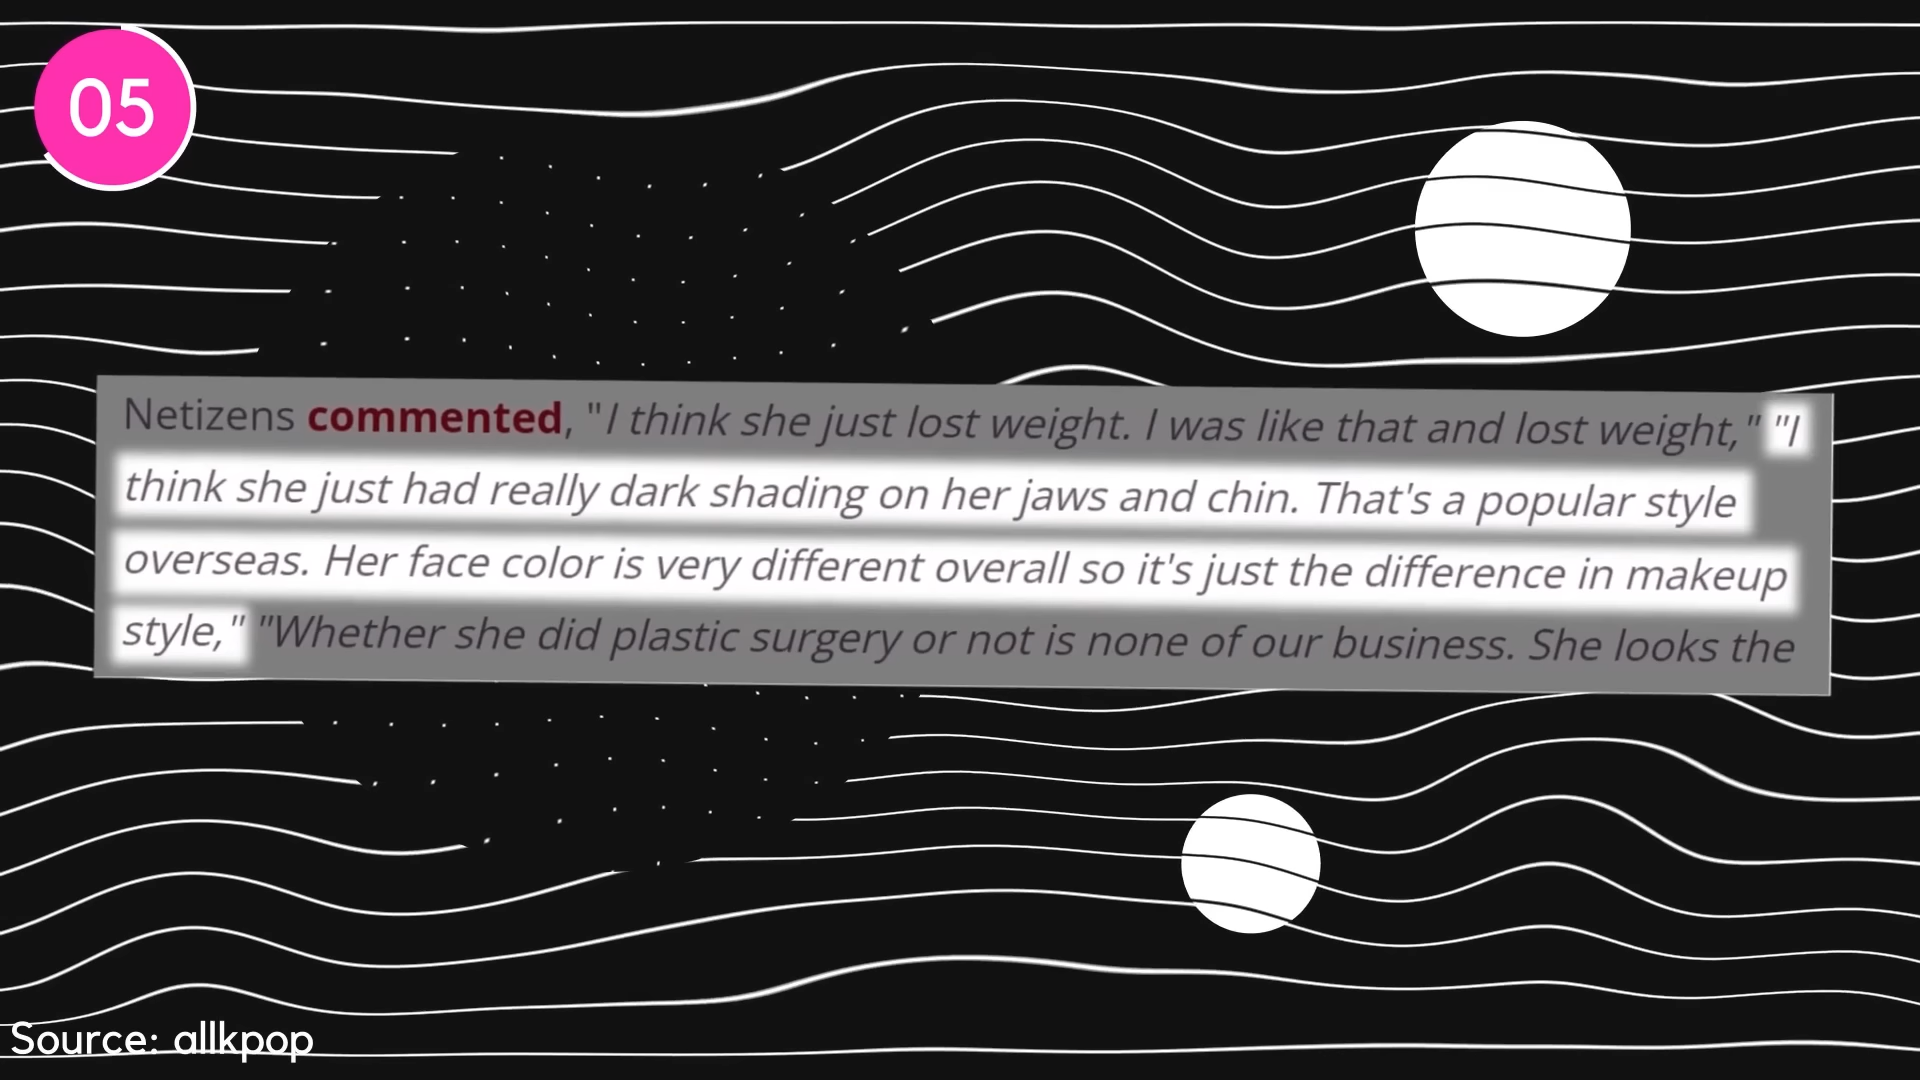 05
Netizens commented, "I think she just lost weight. I was like that and lost weight," "I
think she just had really dark shading on her jaws and chin. That's a popular style
overseas. Her face color is very different overall so it's just the difference in makeup
style," "Whether she did plastic surgery or not is none of our business. She looks the
Source: allkpop